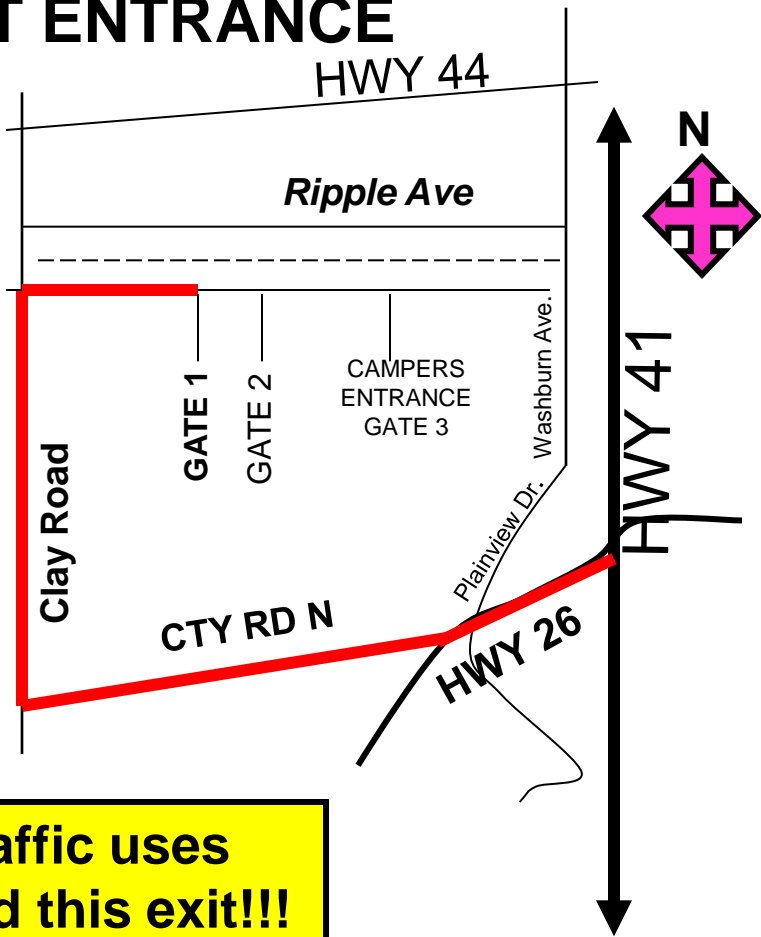 T ENTRANCE
HWY 44
N
Ripple Ave
HWY 41
Washburn Ave.
CAMPERS
ENTRANCE
GATE 3
GATE 1
GATE 2
Clay Road
Plainview Dr.
CTY RD N
HWY 26
affic uses
d this exit!!!